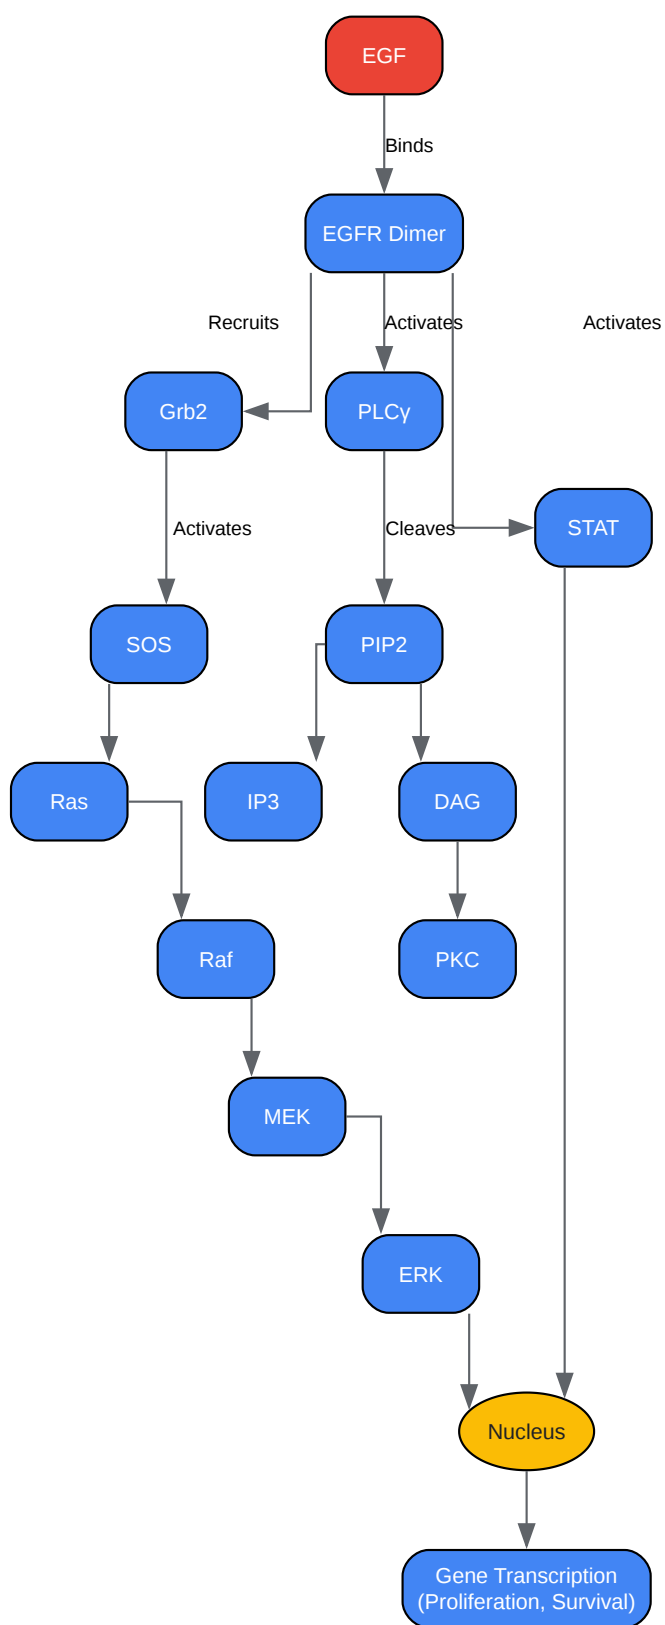 EGF
Binds
EGFR Dimer
Recruits
Activates
Activates
Grb2
PLCγ
Activates
Cleaves
STAT
SOS
PIP2
Ras
IP3
DAG
Raf
PKC
MEK
ERK
Nucleus
Gene Transcription
(Proliferation, Survival)